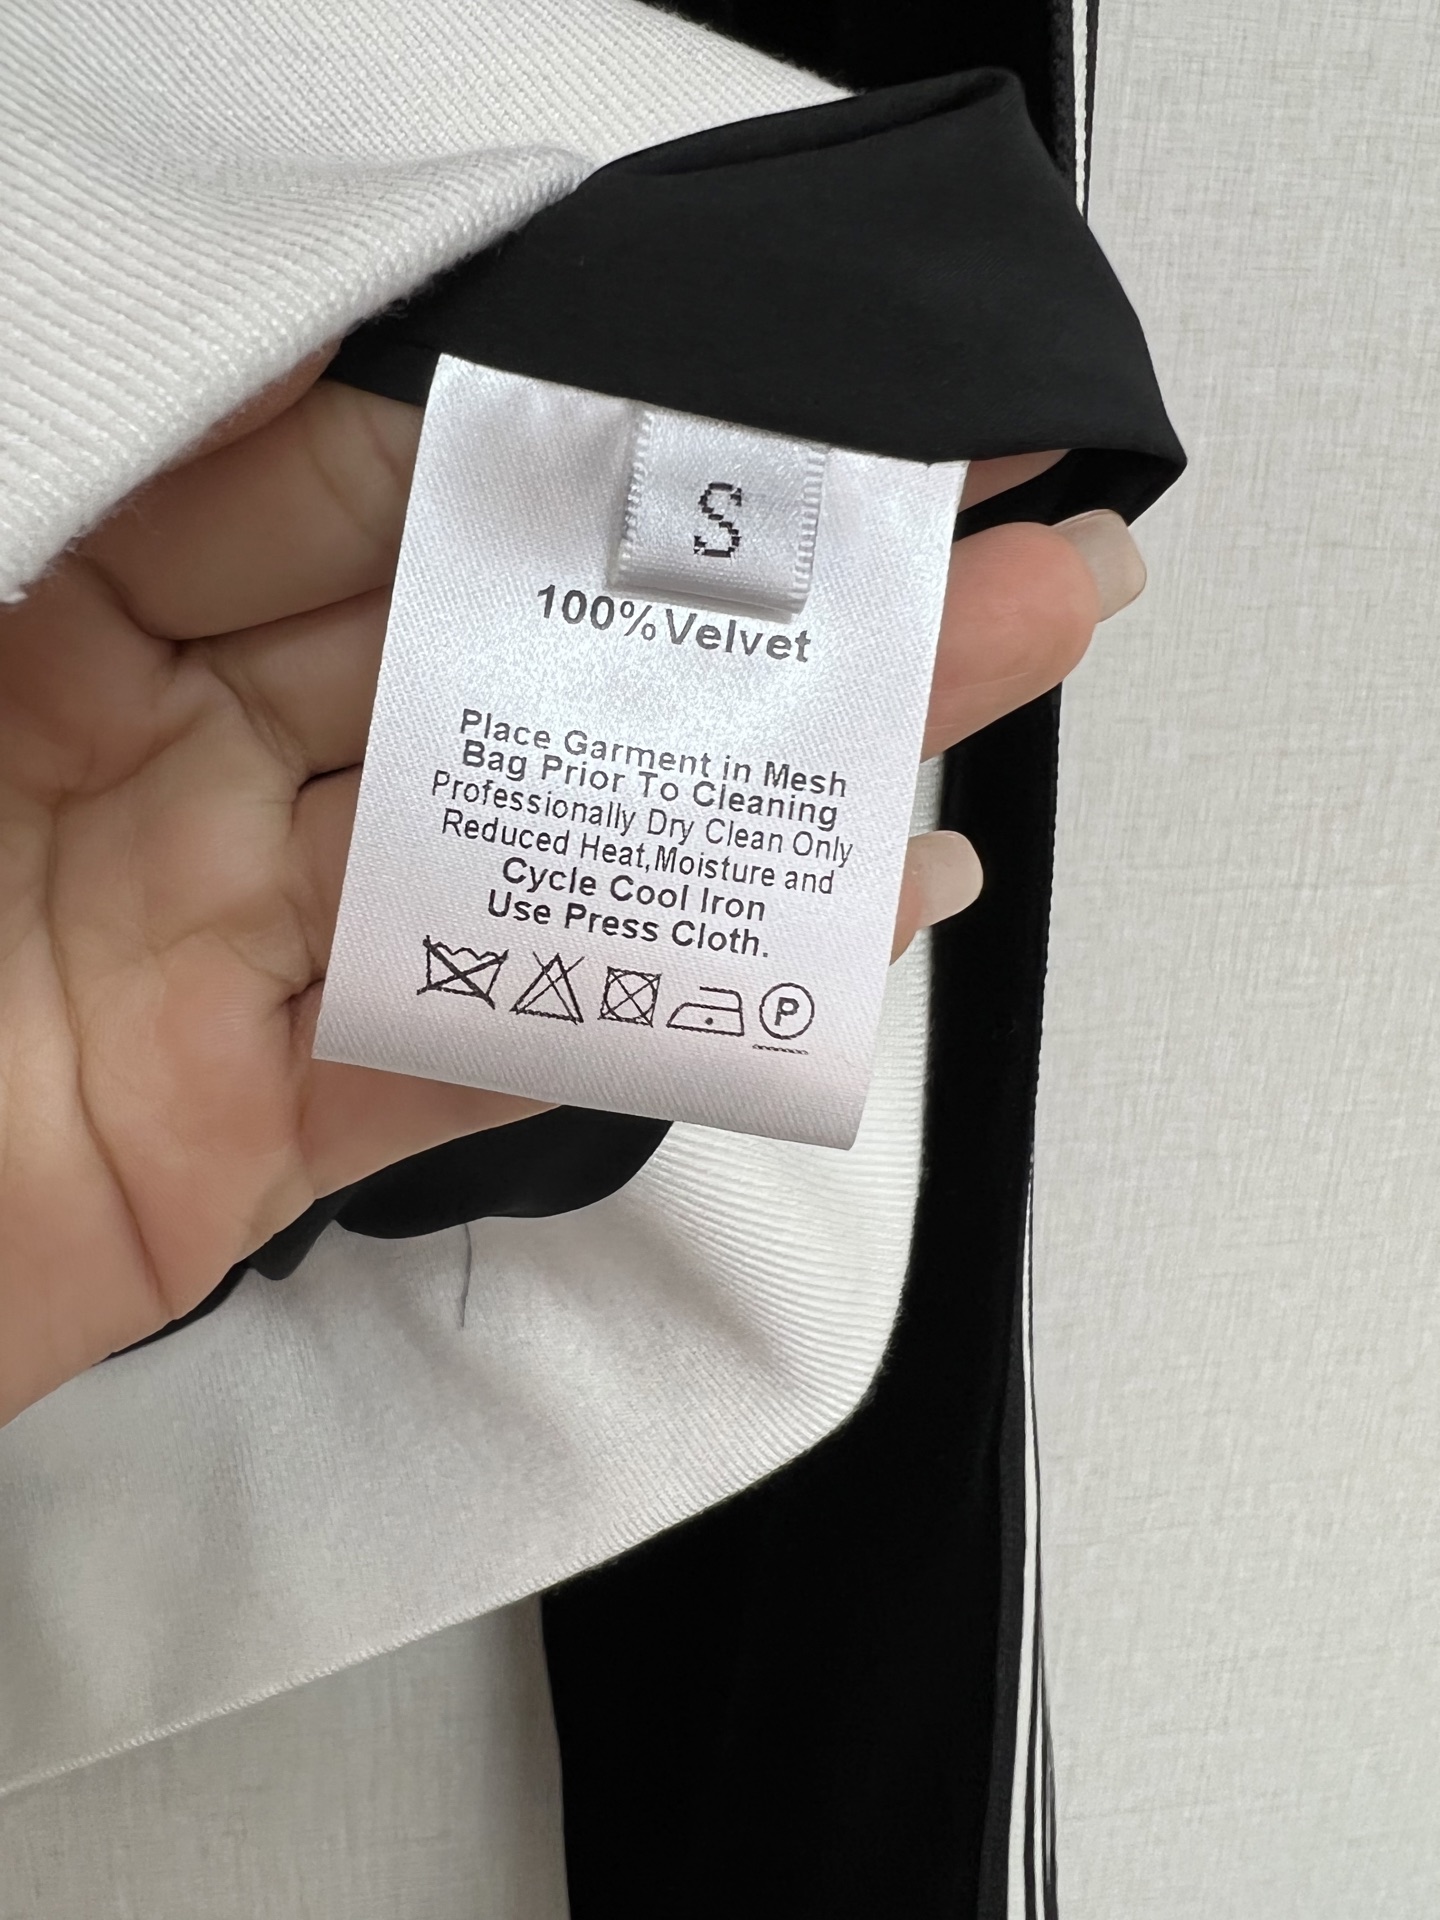 S
100% Velvet
Place Garment in Mesh
Bag Prior To Cleaning
Professionally Dry Clean Only
Reduced Heat,Moisture and
Cycle Cool Iron
Use Press Cloth.
P